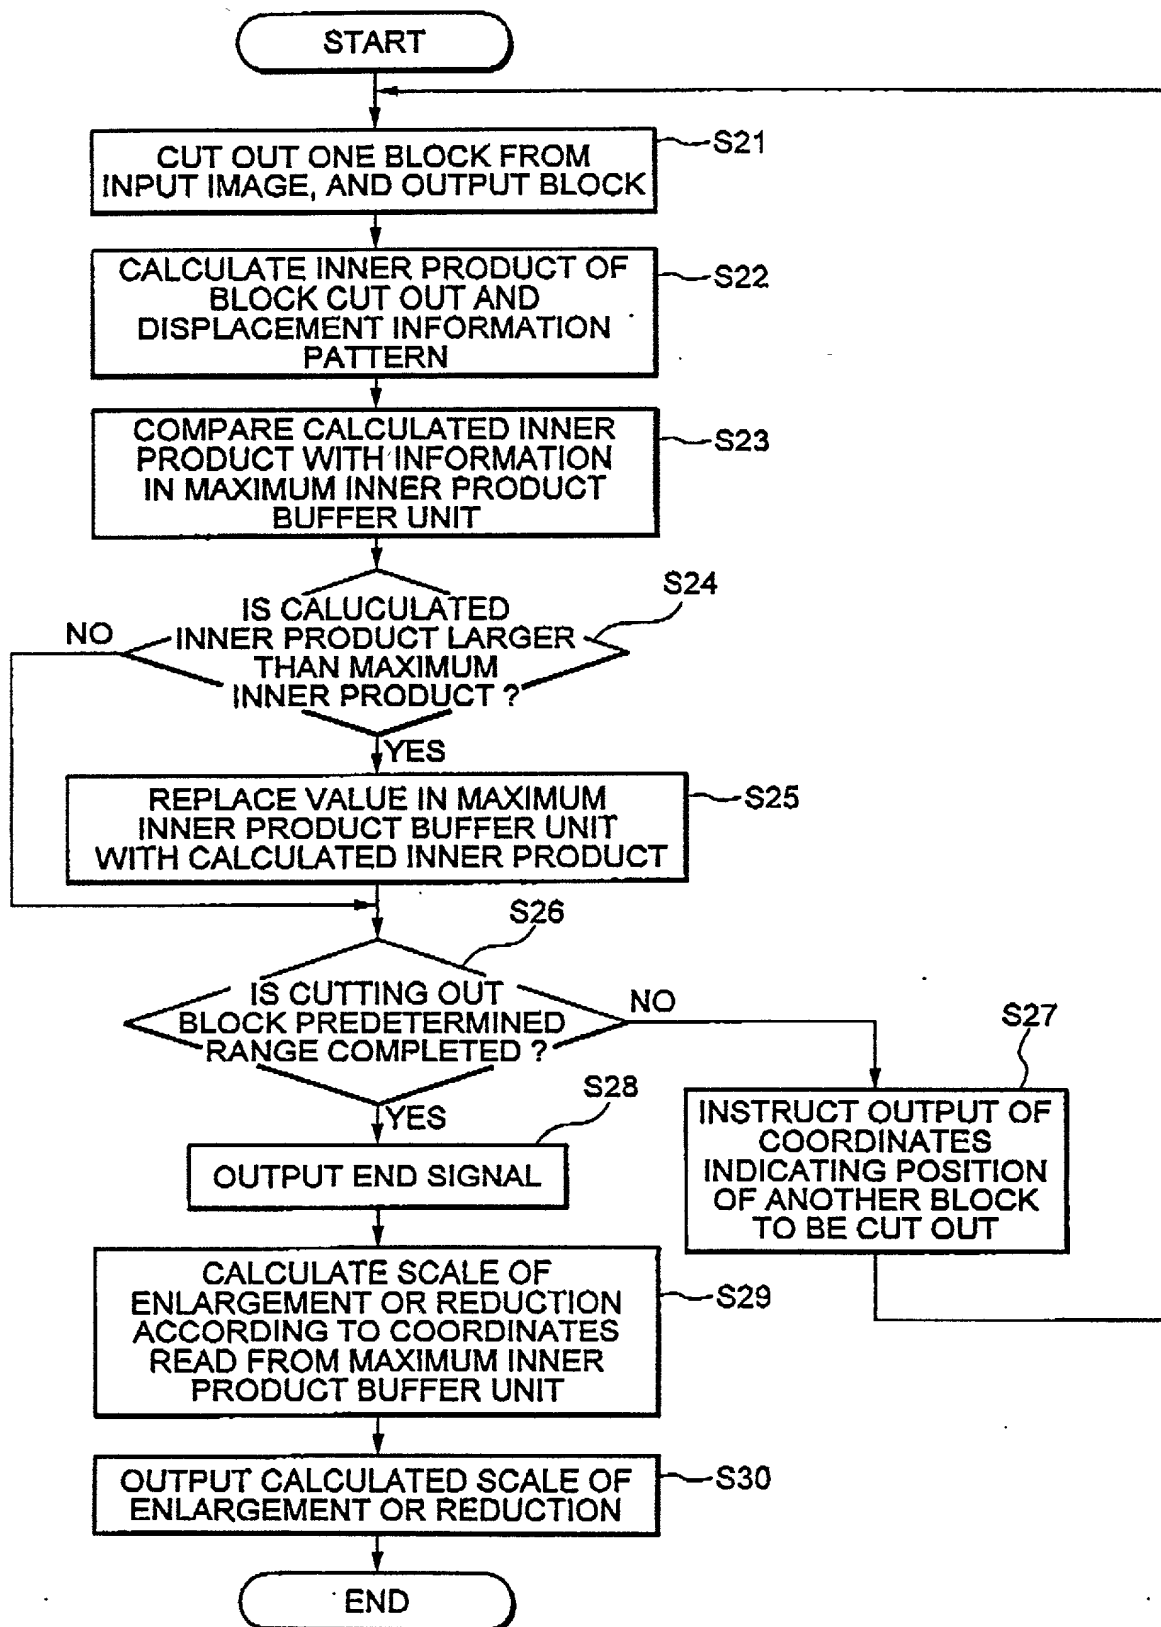 START
CUT OUT ONE BLOCK FROM
INPUT IMAGE, AND OUTPUT BLOCK
S21
CALCULATE INNER PRODUCT OF
BLOCK CUT OUT AND
DISPLACEMENT INFORMATION
PATTERN
S22
COMPARE CALCULATED INNER
PRODUCT WITH INFORMATION
IN MAXIMUM INNER PRODUCT
BUFFER UNIT
S23
S24
IS CALUCULATED
INNER PRODUCT LARGER
THAN MAXIMUM
INNER PRODUCT ?
NO
YES
REPLACE VALUE IN MAXIMUM
INNER PRODUCT BUFFER UNIT
WITH CALCULATED INNER PRODUCT
S25
S26
IS CUTTING OUT
BLOCK PREDETERMINED
RANGE COMPLETED ?
NO
YES
S27
INSTRUCT OUTPUT OF
COORDINATES
INDICATING POSITION
OF ANOTHER BLOCK
TO BE CUT OUT
S28
OUTPUT END SIGNAL
CALCULATE SCALE OF
ENLARGEMENT OR REDUCTION
ACCORDING TO COORDINATES
READ FROM MAXIMUM INNER
PRODUCT BUFFER UNIT
S29
OUTPUT CALCULATED SCALE OF
ENLARGEMENT OR REDUCTION
S30
END